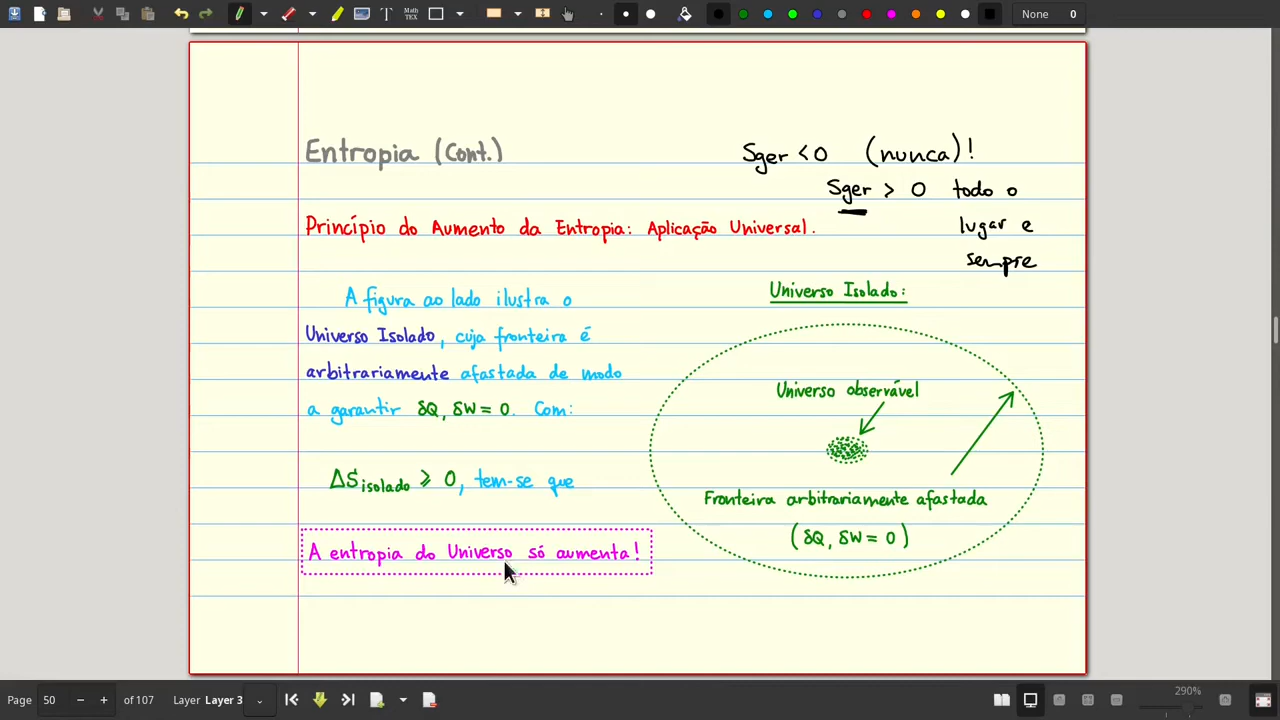 T
Math
TEX
None 0
Entropia (Cont.)
Sger < 0 (nunca)!
Sger > 0 todo o
lugar e
sempre
Princípio do Aumento da Entropia: Aplicação Universal.
A figura ao lado ilustra o
Universo Isolado, cuja fronteira é
arbitrariamente afastada de modo
a garantir δQ, δW = 0. Com:
ΔSisolado ⩾ 0, tem-se que
A entropia do Universo só aumenta!
Universo Isolado:
Universo observável
Fronteira arbitrariamente afastada
(δQ, δW = 0)
Page 50 − + of 107 Layer Layer 3
290%